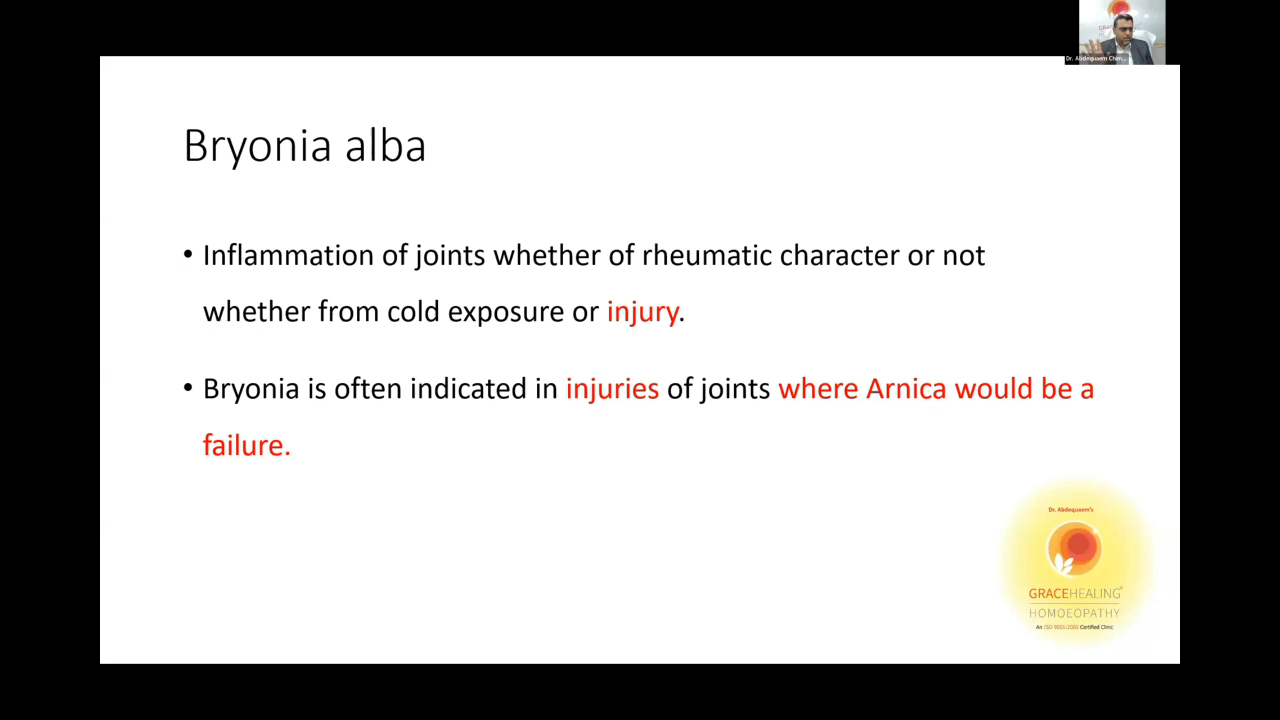 Dr. Abdequaem Chim...
Bryonia alba
• Inflammation of joints whether of rheumatic character or not
whether from cold exposure or injury.
• Bryonia is often indicated in injuries of joints where Arnica would be a
failure.
Dr. Abdequaem's
GRACEHEALING®
HOMOEOPATHY
An ISO 9001:2008 Certified Clinic